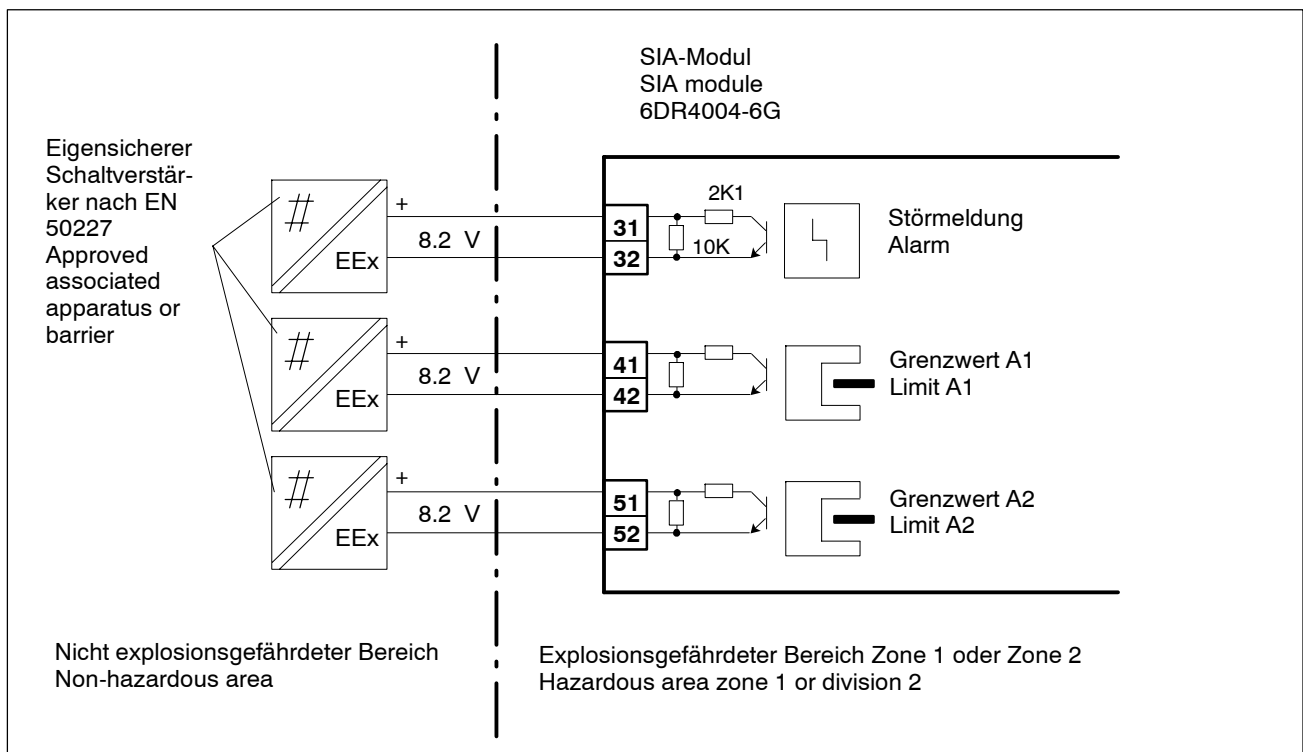 SIA-Modul
SIA module
6DR4004-6G
Eigensicherer
Schaltverstär-
ker nach EN
50227
Approved
associated
apparatus or
barrier
#
+
8.2 V
EEx
31
32
2K1
10K
Störmeldung
Alarm
#
+
8.2 V
EEx
41
42
Grenzwert A1
Limit A1
#
+
8.2 V
EEx
51
52
Grenzwert A2
Limit A2
Nicht explosionsgefährdeter Bereich
Non-hazardous area
Explosionsgefährdeter Bereich Zone 1 oder Zone 2
Hazardous area zone 1 or division 2